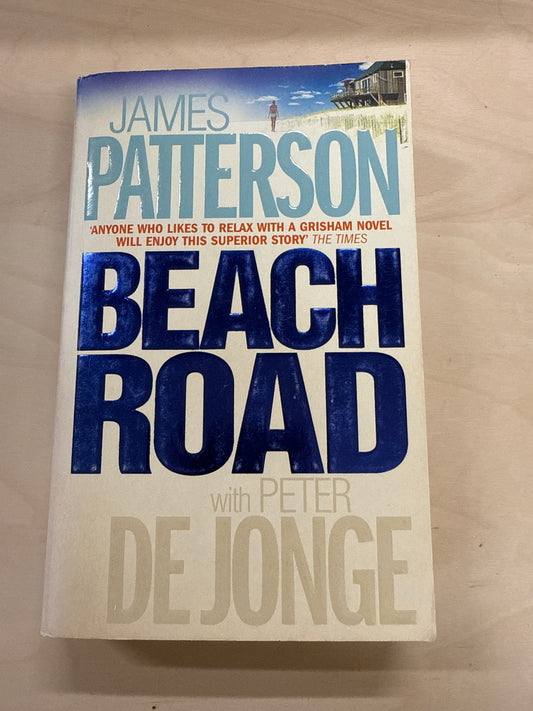 JAMES
PATTERSON
'ANYONE WHO LIKES TO RELAX WITH A GRISHAM NOVEL
WILL ENJOY THIS SUPERIOR STORY' THE TIMES
BEACH
ROAD
with PETER
DE JONGE